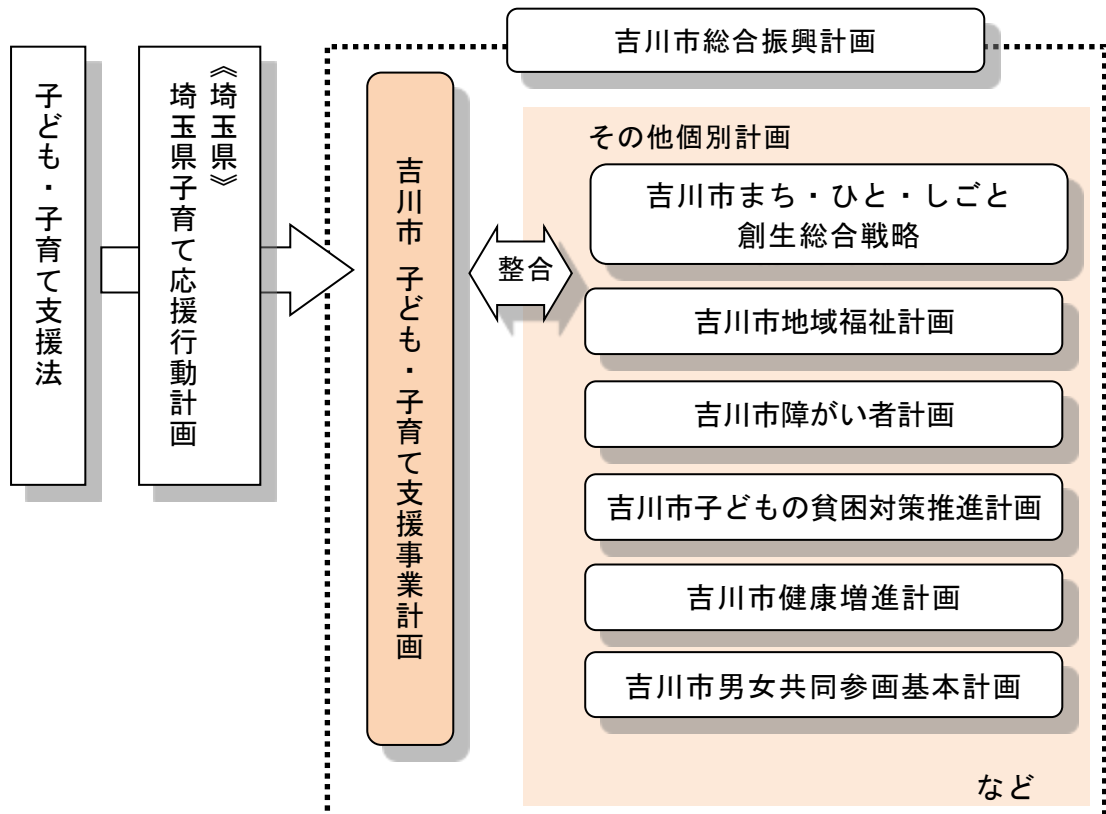 吉川市総合振興計画
子ども・子育て支援法
《埼玉県》
埼玉県子育て応援行動計画
吉川市 子ども・子育て支援事業計画
整合
その他個別計画
吉川市まち・ひと・しごと
創生総合戦略
吉川市地域福祉計画
吉川市障がい者計画
吉川市子どもの貧困対策推進計画
吉川市健康増進計画
吉川市男女共同参画基本計画
など